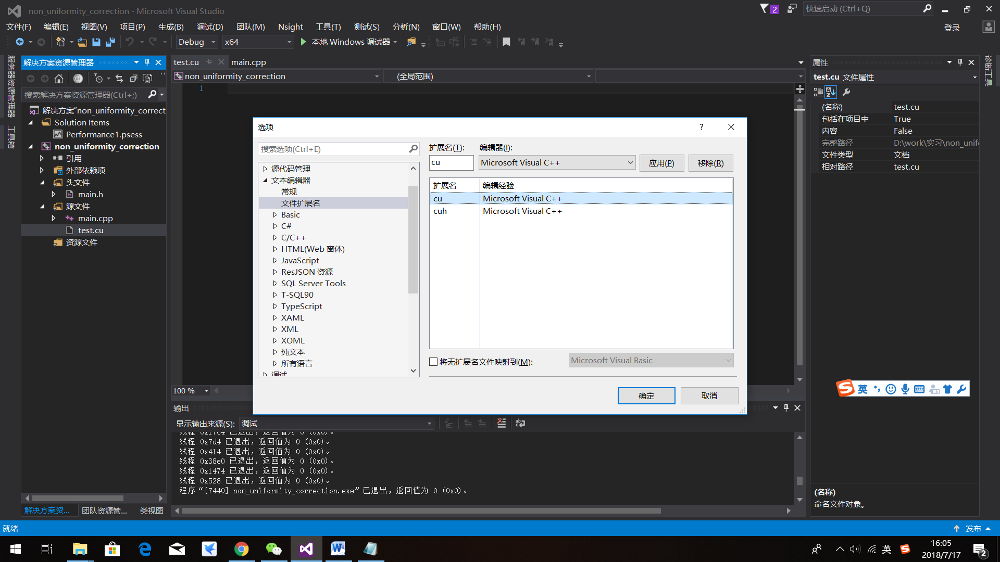 non_uniformity_correction - Microsoft Visual Studio
2
快速启动 (Ctrl+Q)
文件(F) 编辑(E) 视图(V) 项目(P) 生成(B) 调试(D) 团队(M) Nsight 工具(T) 测试(S) 分析(N) 窗口(W) 帮助(H)
登录
Debug x64 本地 Windows 调试器
服务器资源管理器
工具箱
解决方案资源管理器
搜索解决方案资源管理器(Ctrl+;)
解决方案"non_uniformity_correct
Solution Items
Performance1.psess
non_uniformity_correction
引用
外部依赖项
头文件
main.h
源文件
main.cpp
test.cu
资源文件
解决方案资... 团队资源管... 类视图
test.cu main.cpp
non_uniformity_correction (全局范围)
1
选项
?
搜索选项(Ctrl+E)
源代码管理
文本编辑器
常规
文件扩展名
Basic
C#
C/C++
HTML(Web 窗体)
JavaScript
ResJSON 资源
SQL Server Tools
T-SQL90
TypeScript
XAML
XML
XOML
纯文本
所有语言
调试
扩展名(T): 编辑器(I):
cu Microsoft Visual C++ 应用(P) 移除(R)
扩展名 编辑经验
cu Microsoft Visual C++
cuh Microsoft Visual C++
将无扩展名文件映射到(M): Microsoft Visual Basic
确定 取消
100 %
输出
显示输出来源(S): 调试
线程 0x1764 已退出，返回值为 0 (0x0)。
线程 0x7d4 已退出，返回值为 0 (0x0)。
线程 0x414 已退出，返回值为 0 (0x0)。
线程 0x38e0 已退出，返回值为 0 (0x0)。
线程 0x1474 已退出，返回值为 0 (0x0)。
线程 0x528 已退出，返回值为 0 (0x0)。
程序“[7440] non_uniformity_correction.exe”已退出，返回值为 0 (0x0)。
属性
test.cu 文件属性
(名称) test.cu
包括在项目中 True
内容 False
完整路径 D:\work\实习\non_unif
文件类型 文档
相对路径 test.cu
(名称)
命名文件对象。
诊断工具
S 英
就绪
发布
英
16:05
2018/7/17
2